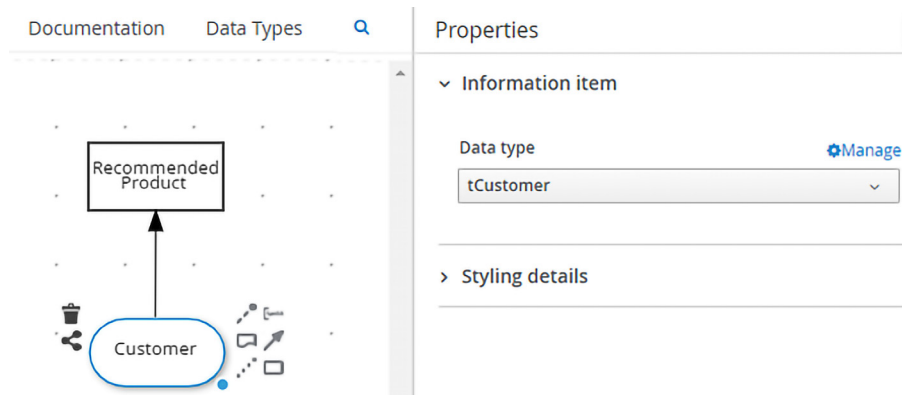 Documentation Data Types
Recommended
Product
Customer
Properties
Information item
Data type
Manage
tCustomer
Styling details